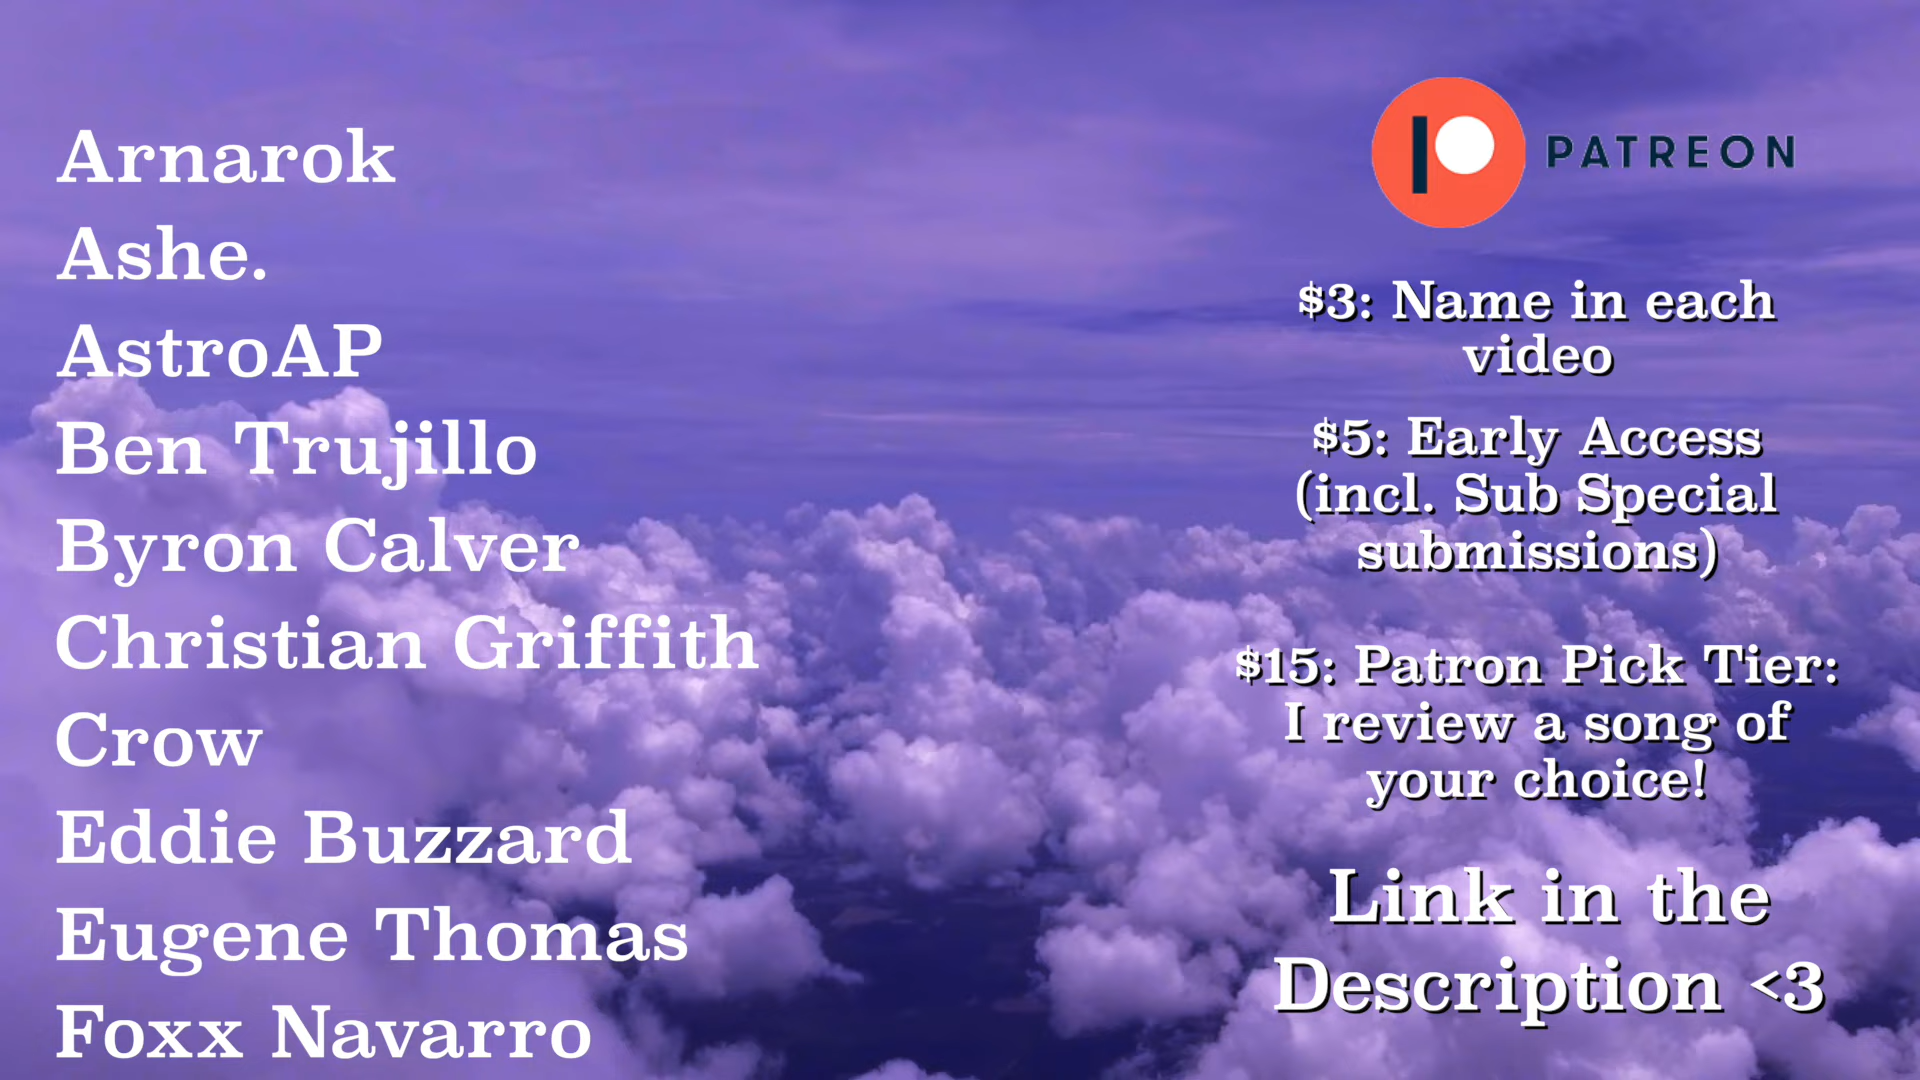 Arnarok
Ashe.
AstroAP
Ben Trujillo
Byron Calver
Christian Griffith
Crow
Eddie Buzzard
Eugene Thomas
Foxx Navarro
PATREON
$3: Name in each
video
$5: Early Access
(incl. Sub Special
submissions)
$15: Patron Pick Tier:
I review a song of
your choice!
Link in the
Description <3